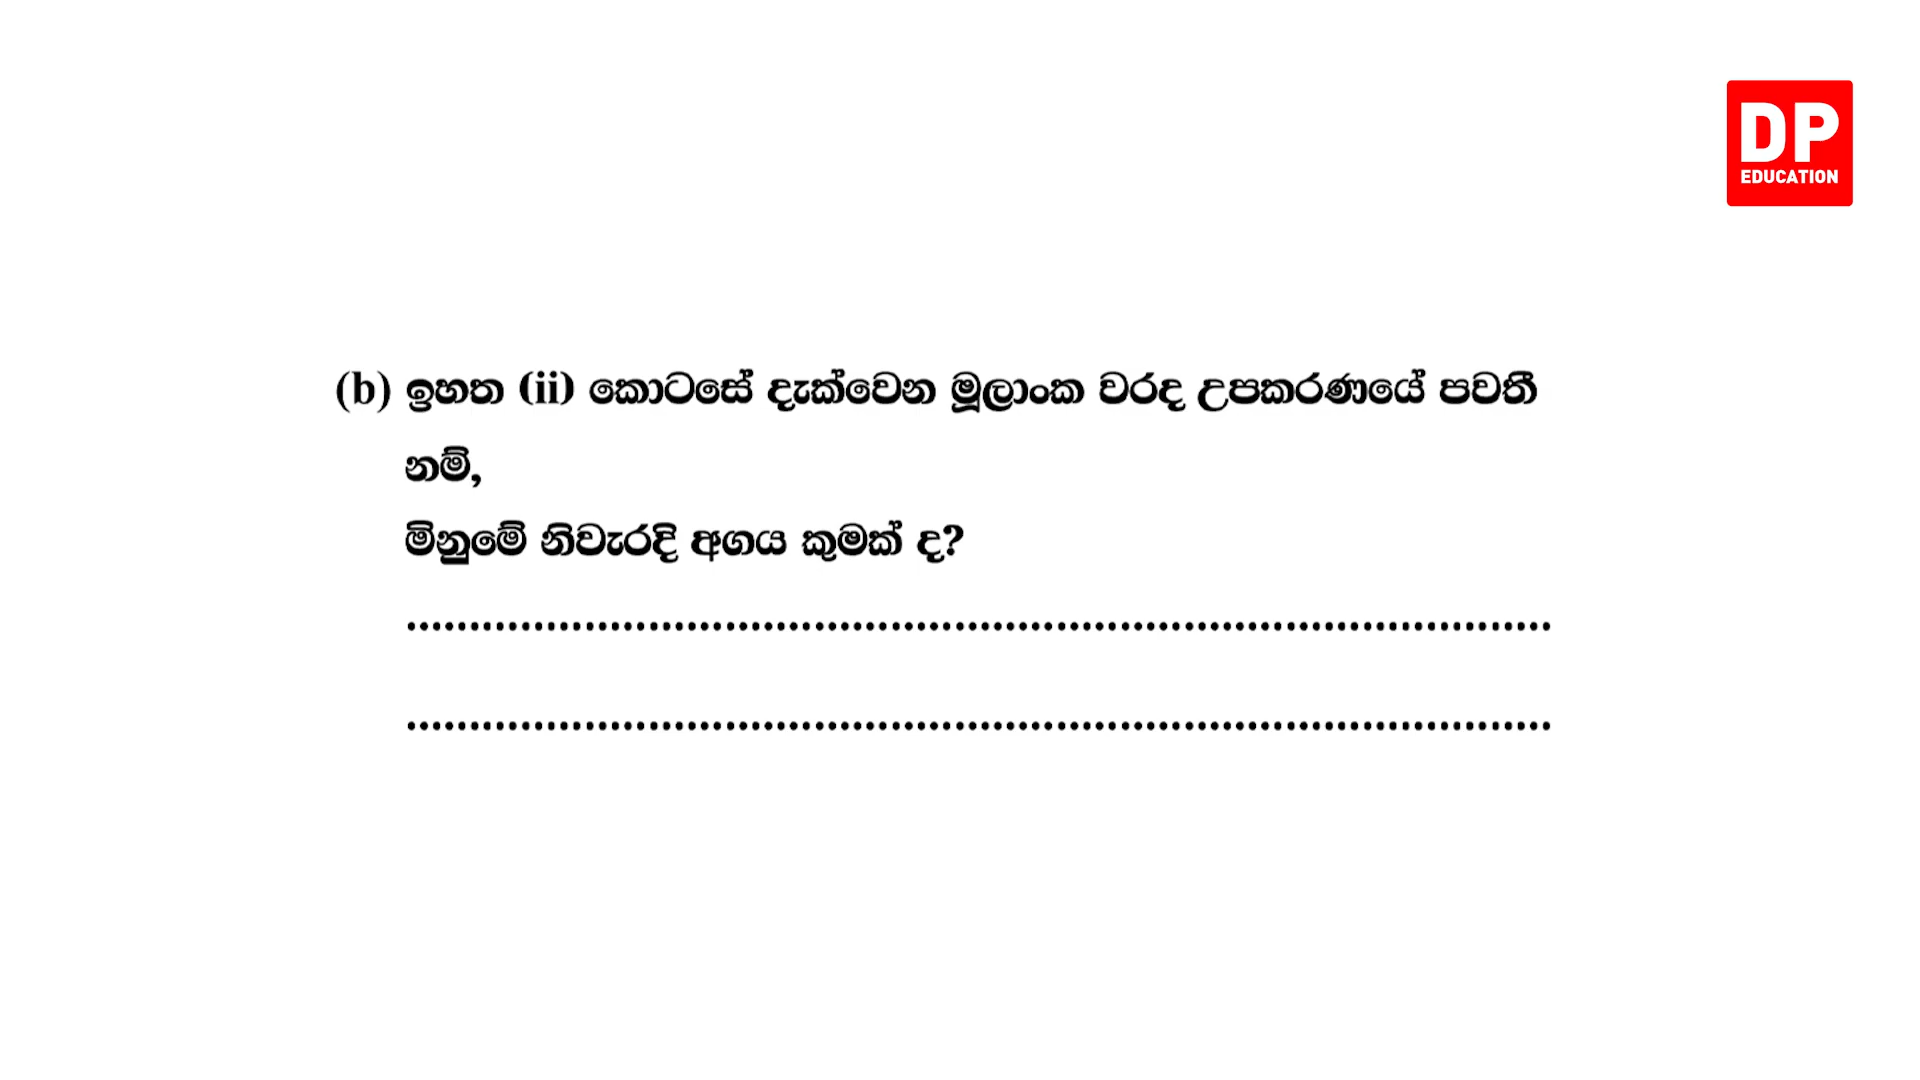 DP
EDUCATION
(b) ඉහත (ii) කොටසේ දැක්වෙන මූලාංක වරද උපකරණයේ පවතී
නම්,
මිනුමේ නිවැරදි අගය කුමක් ද?
..........................................................................................
..........................................................................................